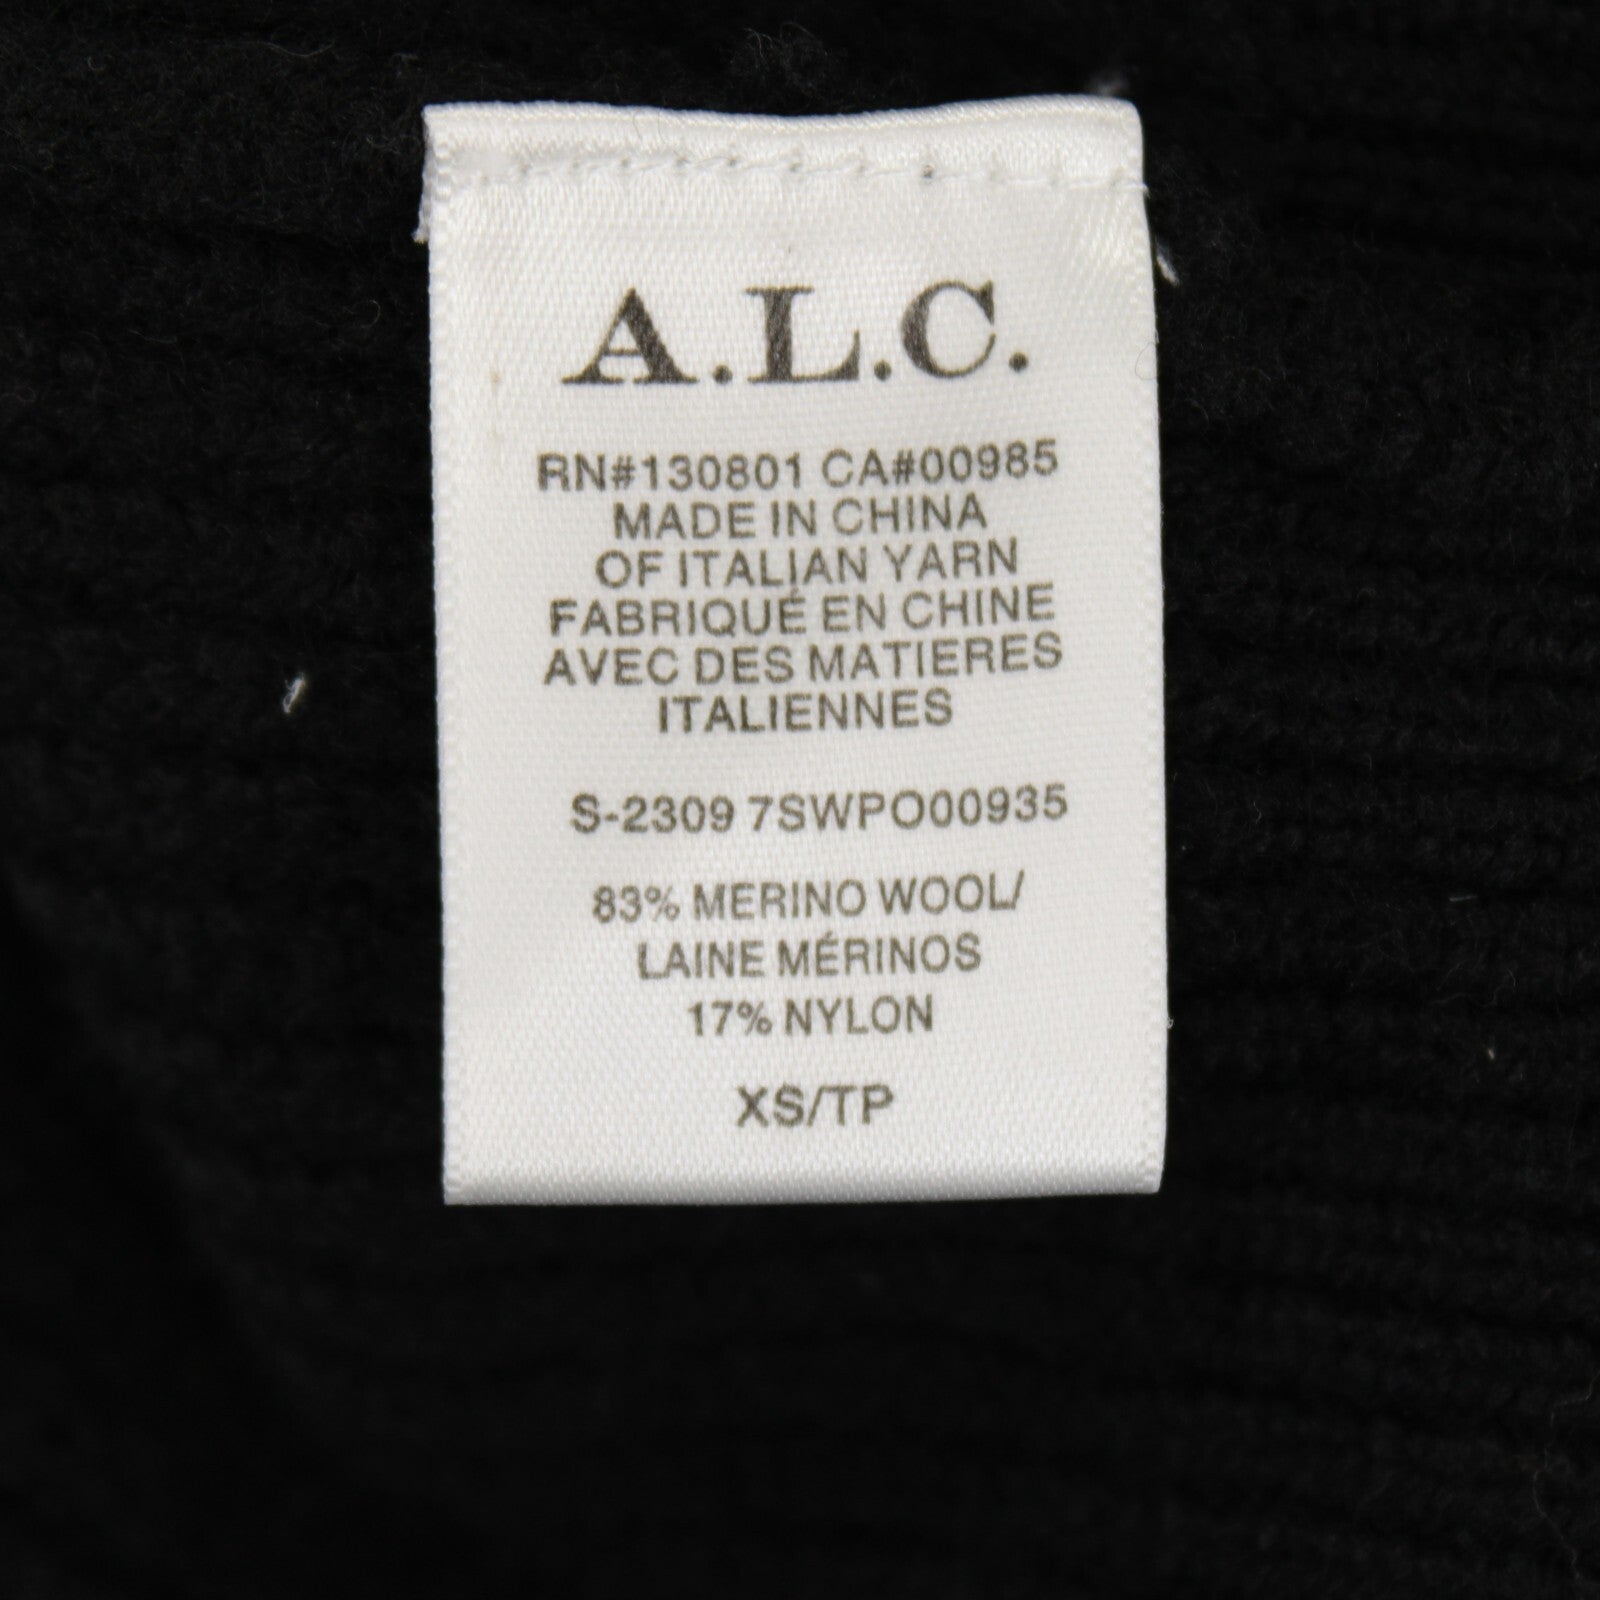 A.L.C.
RN#130801 CA#00985
MADE IN CHINA
OF ITALIAN YARN
FABRIQUÉ EN CHINE
AVEC DES MATIERES
ITALIENNES
S-2309 7SWPO00935
83% MERINO WOOL/
LAINE MÉRINOS
17% NYLON
XS/TP